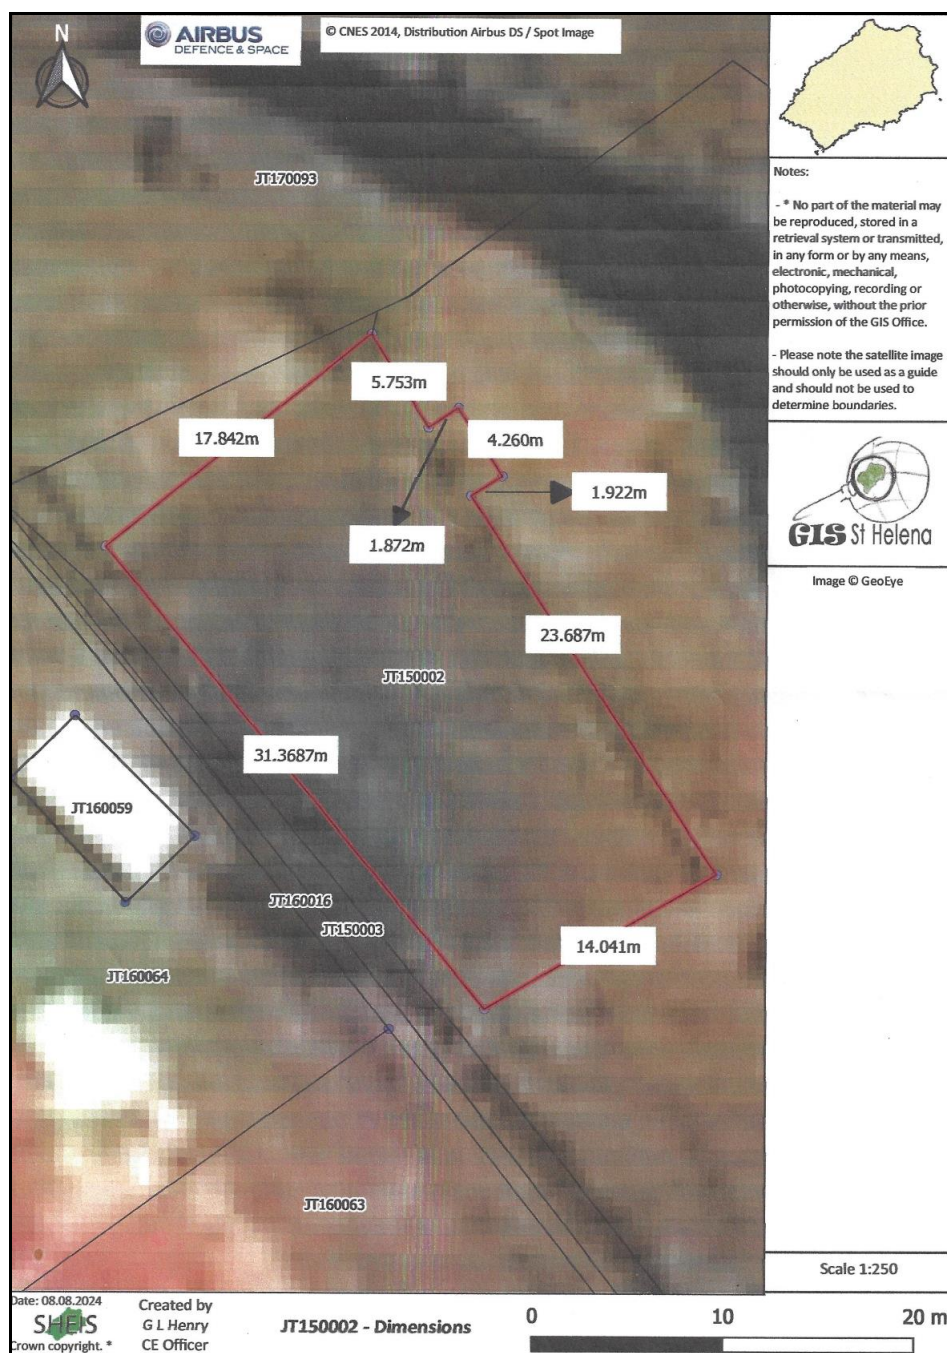 N
AIRBUS
DEFENCE & SPACE
© CNES 2014, Distribution Airbus DS / Spot Image
JT170093
5.753m
17.842m
4.260m
1.922m
1.872m
23.687m
JT150002
31.3687m
JT160059
JT160016
JT150003
14.041m
JT160064
JT160063
Notes:
- * No part of the material may
be reproduced, stored in a
retrieval system or transmitted,
in any form or by any means,
electronic, mechanical,
photocopying, recording or
otherwise, without the prior
permission of the GIS Office.
- Please note the satellite image
should only be used as a guide
and should not be used to
determine boundaries.
GIS St Helena
Image © GeoEye
Scale 1:250
Date: 08.08.2024
SHEIS
Crown copyright. *
Created by
G L Henry
CE Officer
JT150002 - Dimensions
0 10 20 m